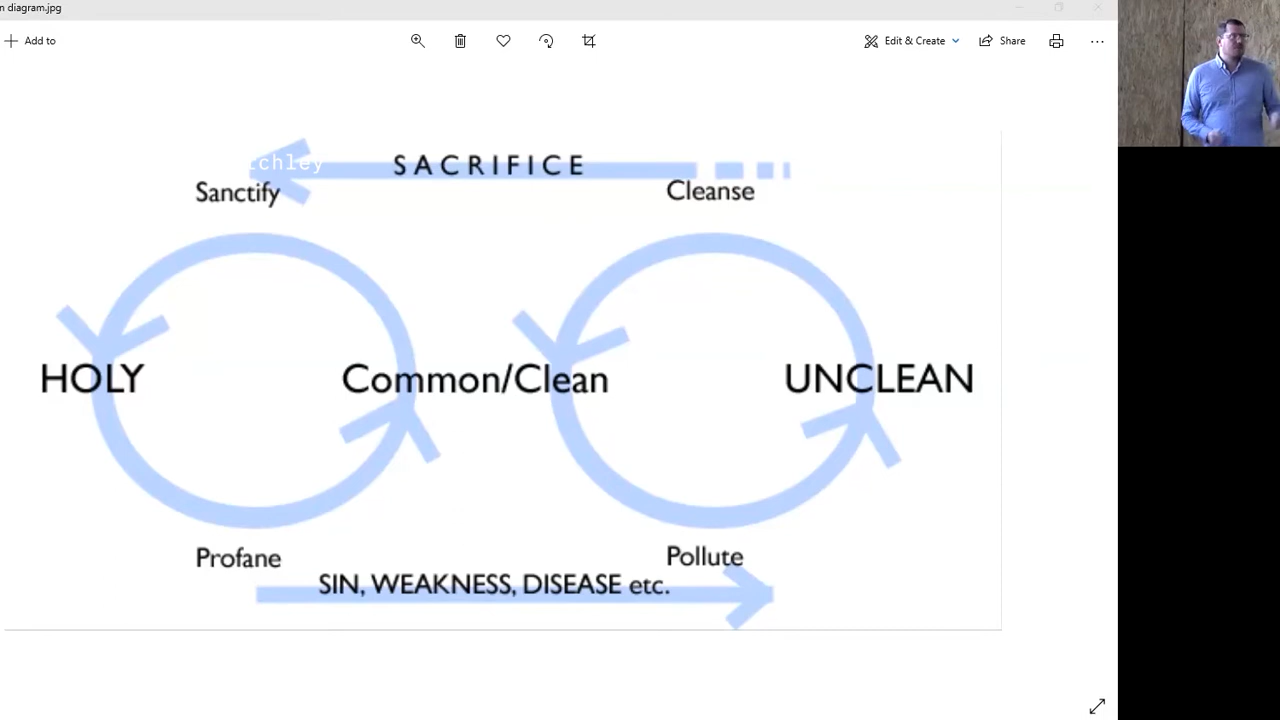 n diagram.jpg
Add to
Edit & Create
Share
SACRIFICE
Sanctify
Cleanse
HOLY
Common/Clean
UNCLEAN
Profane
Pollute
SIN, WEAKNESS, DISEASE etc.